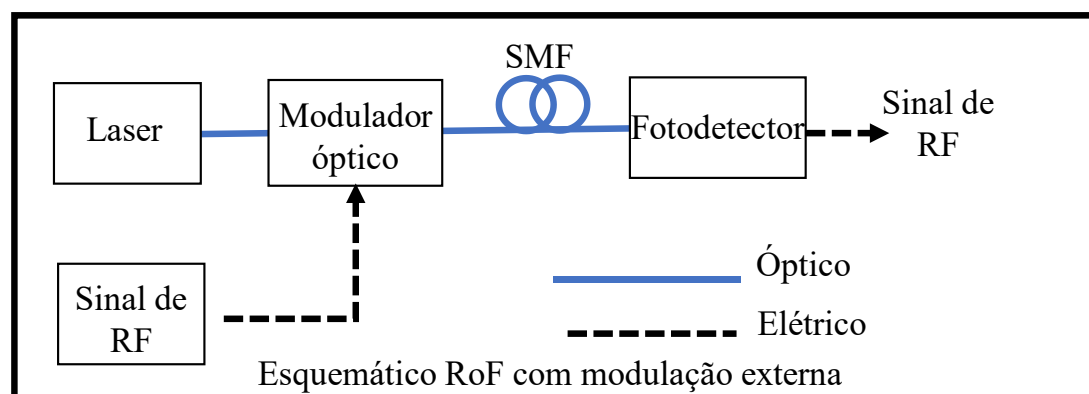 SMF
Laser
Modulador
óptico
Fotodetector
Sinal de
RF
Sinal de
RF
Óptico
Elétrico
Esquemático RoF com modulação externa